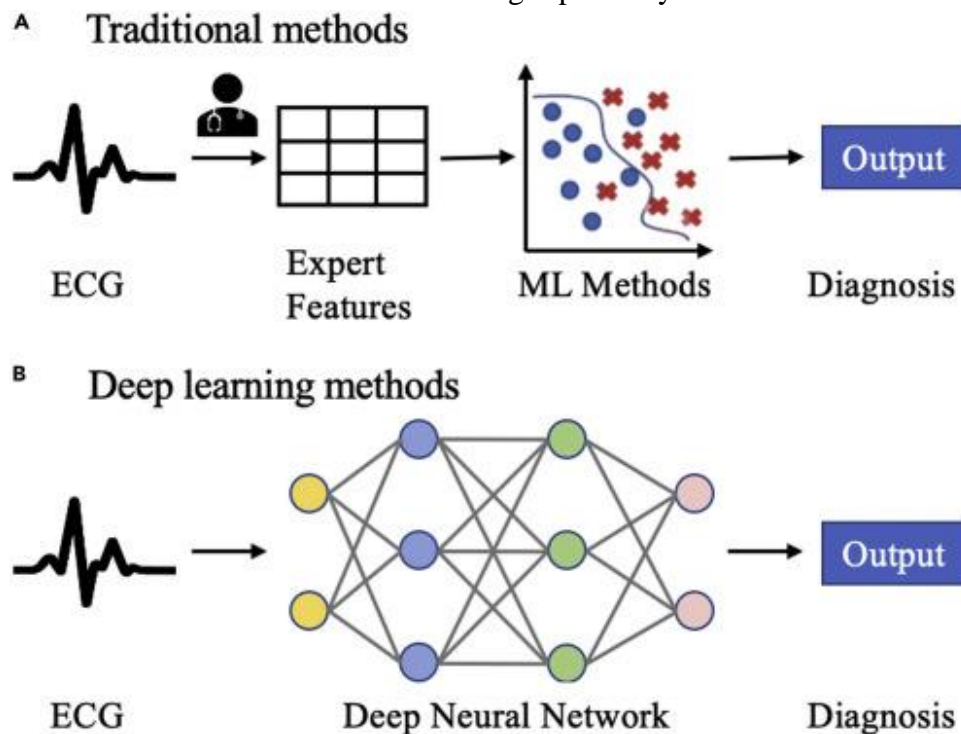 A Traditional methods
Output
ECG
Expert
Features
ML Methods
Diagnosis
B Deep learning methods
Output
ECG
Deep Neural Network
Diagnosis